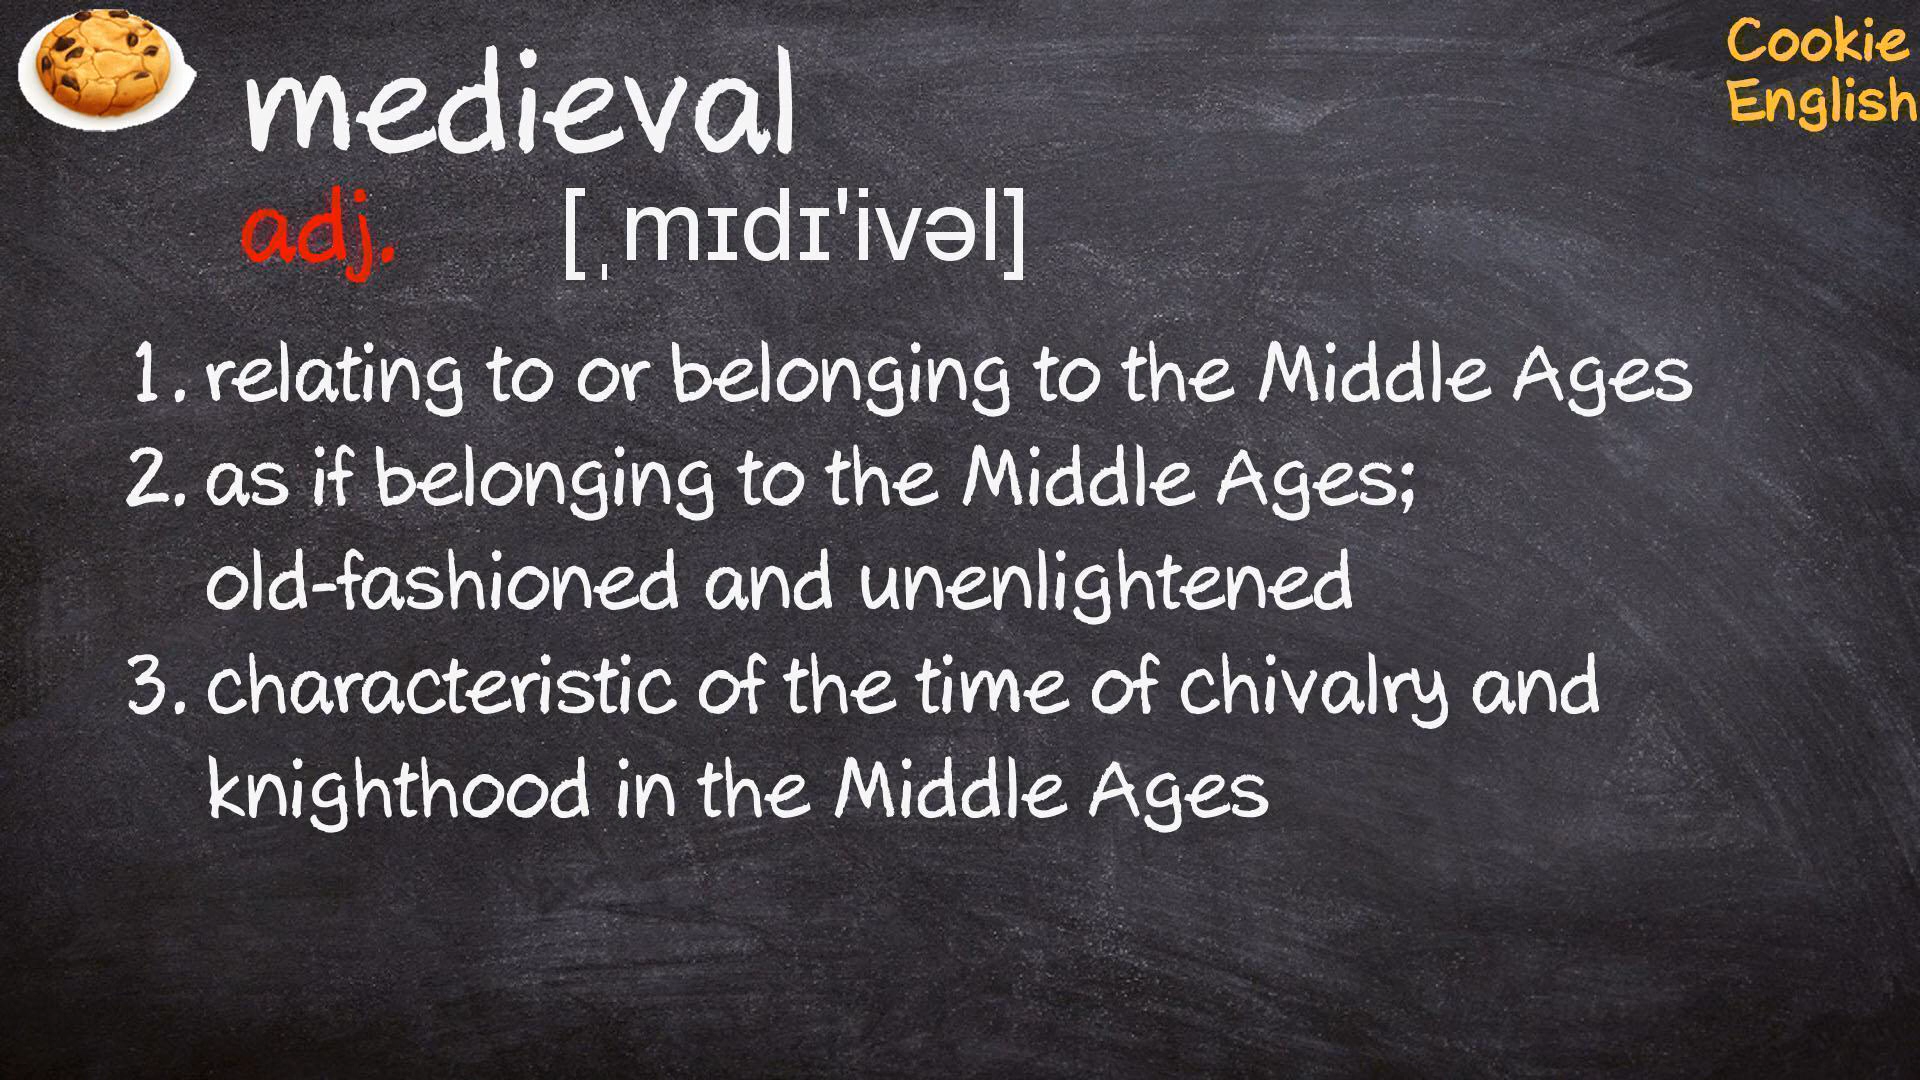 medieval
Cookie
English
adj. [ˌmɪdɪ'ivəl]
1. relating to or belonging to the Middle Ages
2. as if belonging to the Middle Ages;
old-fashioned and unenlightened
3. characteristic of the time of chivalry and
knighthood in the Middle Ages